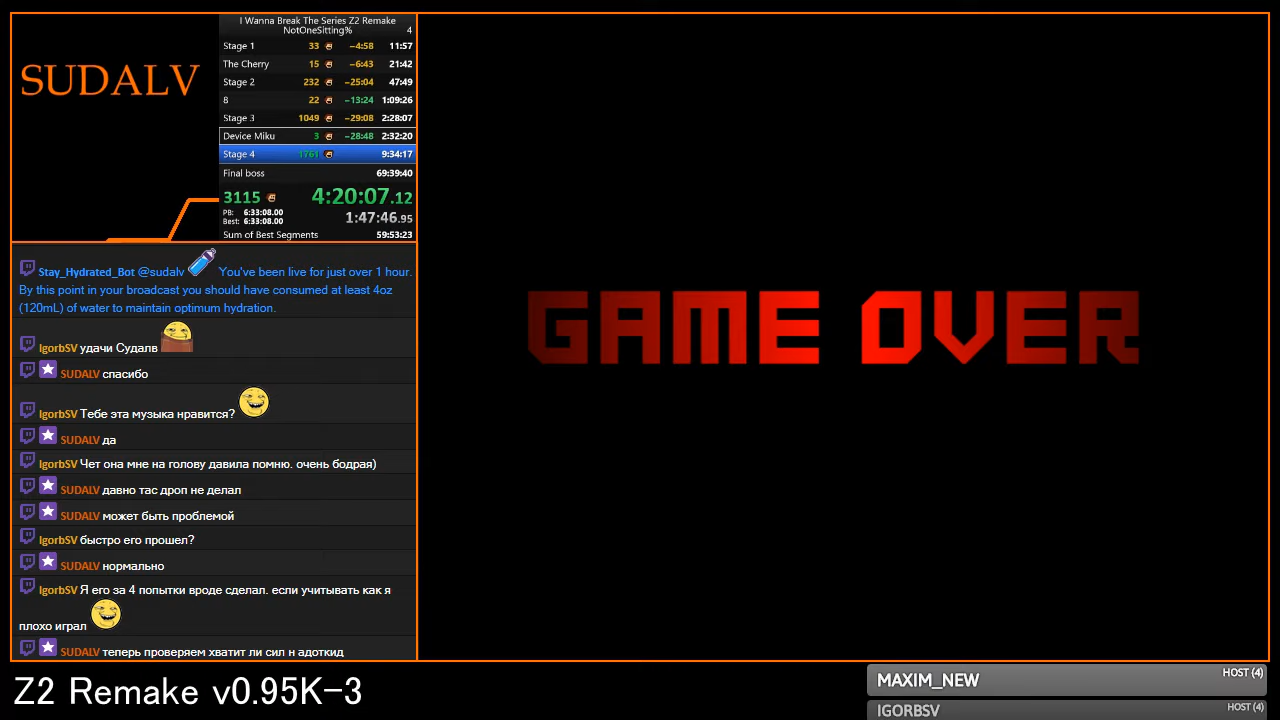 SUDALV
I Wanna Break The Series Z2 Remake
NotOneSitting% 4
Stage 1 33 −4:58 11:57
The Cherry 15 −6:43 21:42
Stage 2 232 −25:04 47:49
8 22 −13:24 1:09:26
Stage 3 1049 −29:08 2:28:07
Device Miku 3 −28:48 2:32:20
Stage 4 1761 9:34:17
Final boss 69:39:40
3115 4:20:07.12
PB: 6:33:08.00
Best: 6:33:08.00
1:47:46.95
Sum of Best Segments 59:53:23
Stay_Hydrated_Bot @sudalv You've been live for just over 1 hour.
By this point in your broadcast you should have consumed at least 4oz
(120mL) of water to maintain optimum hydration.
IgorbSV удачи Судалв
SUDALV спасибо
IgorbSV Тебе эта музыка нравится?
SUDALV да
IgorbSV Чет она мне на голову давила помню. очень бодрая)
SUDALV давно тас дроп не делал
SUDALV может быть проблемой
IgorbSV быстро его прошел?
SUDALV нормально
IgorbSV Я его за 4 попытки вроде сделал. если учитывать как я
плохо играл
SUDALV теперь проверяем хватит ли сил н адоткид
GAME OVER
Z2 Remake v0.95K-3
MAXIM_NEW HOST (4)
IGORBSV HOST (4)